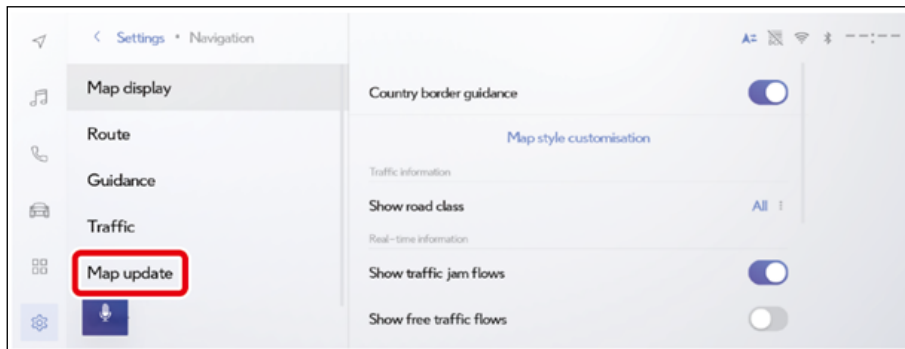 Settings • Navigation
A⇄
--:--
Map display
Route
Guidance
Traffic
Map update
Country border guidance
Map style customisation
Traffic information
Show road class
All
Real-time information
Show traffic jam flows
Show free traffic flows